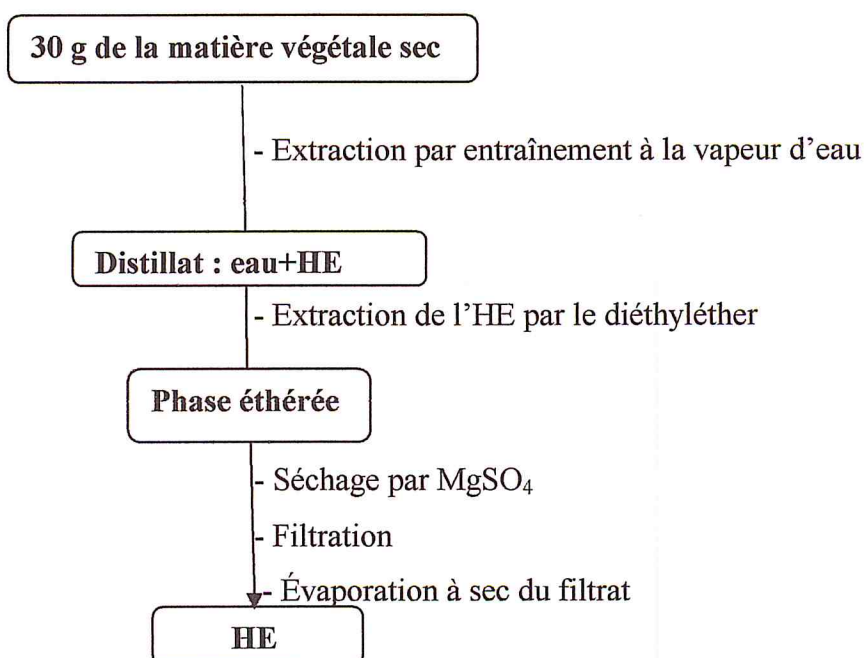 30 g de la matière végétale sec
- Extraction par entraînement à la vapeur d'eau
Distillat : eau+HE
- Extraction de l'HE par le diéthyléther
Phase éthérée
- Séchage par MgSO₄
- Filtration
- Évaporation à sec du filtrat
HE